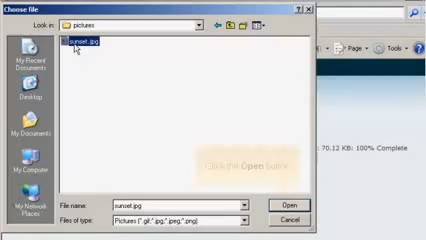 Choose file
Look in: pictures
Page Tools
sunset.jpg
My Recent
Documents
Desktop
My Documents
My Computer
My Network
Places
Click the Open button
70.12 KB: 100% Complete
File name: sunset.jpg Open
Files of type: Pictures (*.gif;*.jpg;*.jpeg;*.png) Cancel